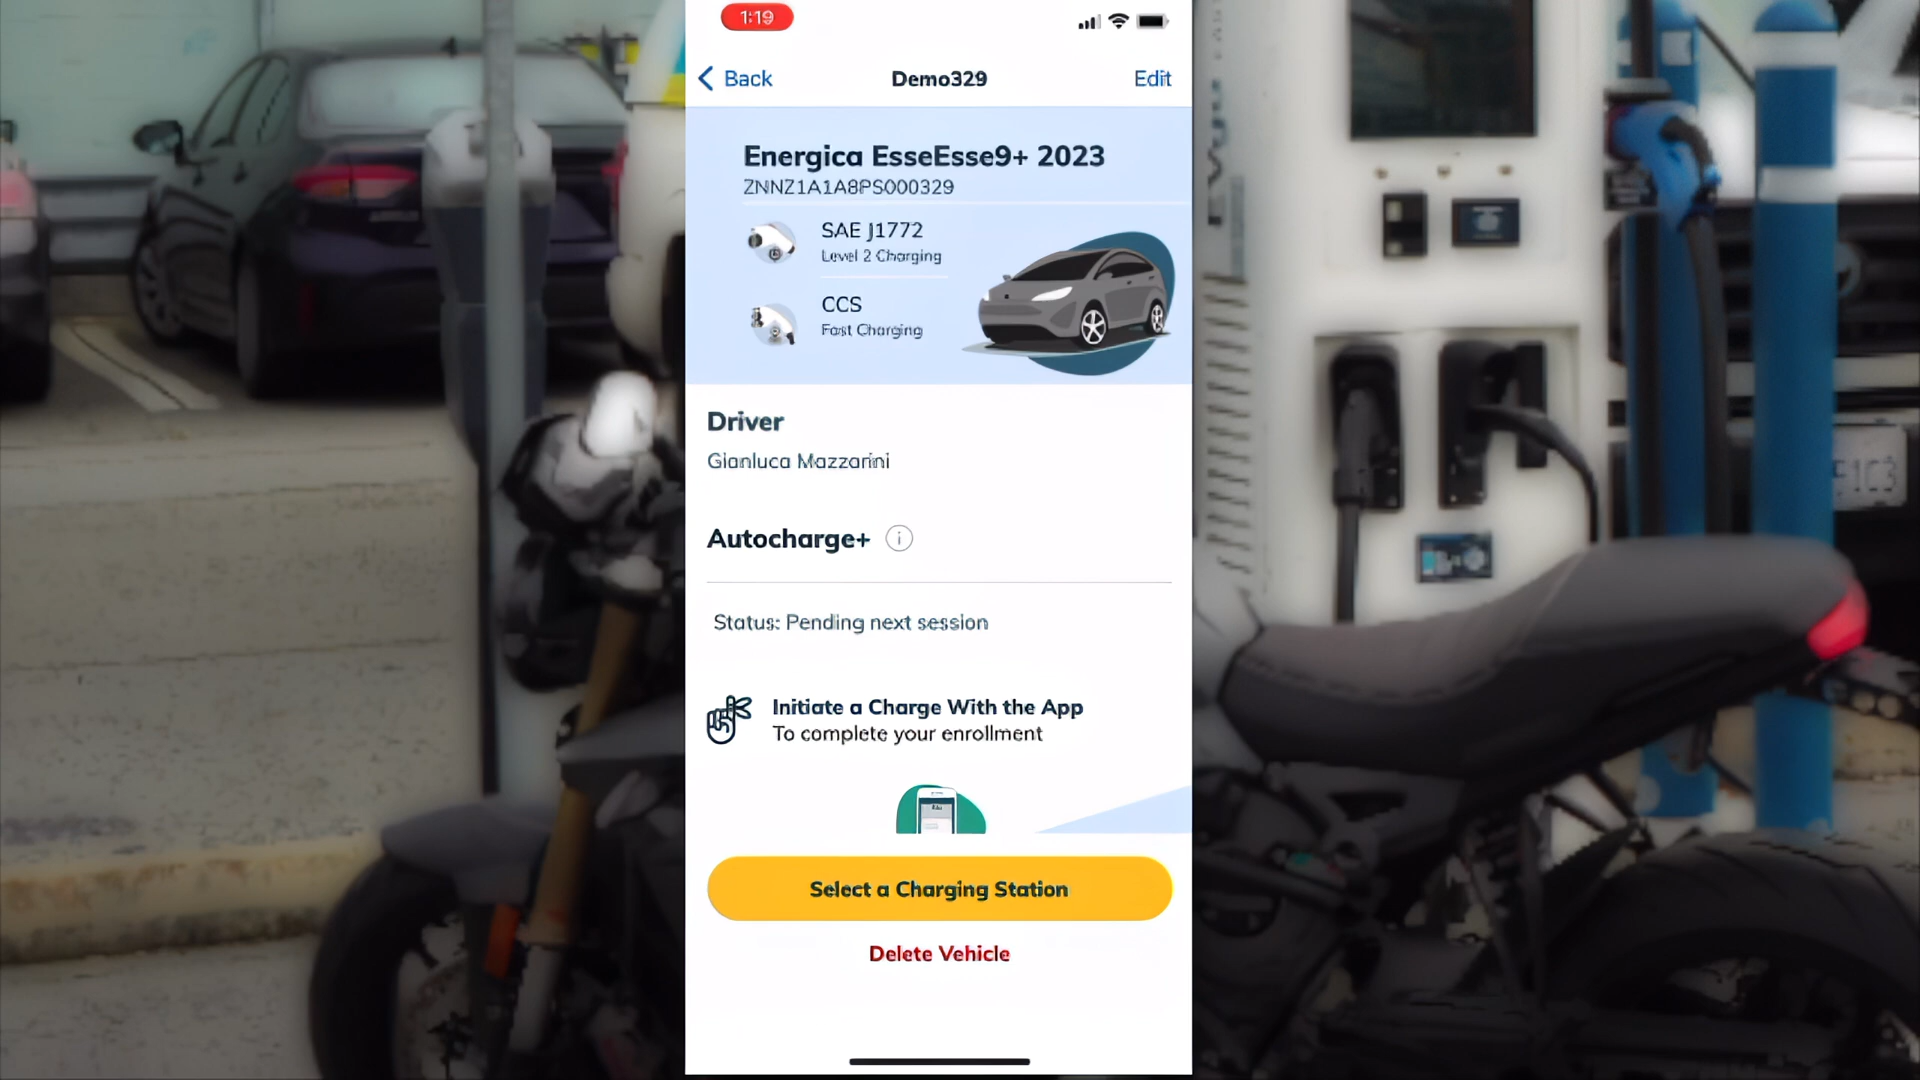 1:19
Back
Demo329
Edit
Energica EsseEsse9+ 2023
ZNNZ1A1A8PS000329
SAE J1772
Level 2 Charging
CCS
Fast Charging
Driver
Gianluca Mazzarini
Autocharge+
Status: Pending next session
Initiate a Charge With the App
To complete your enrollment
Select a Charging Station
Delete Vehicle